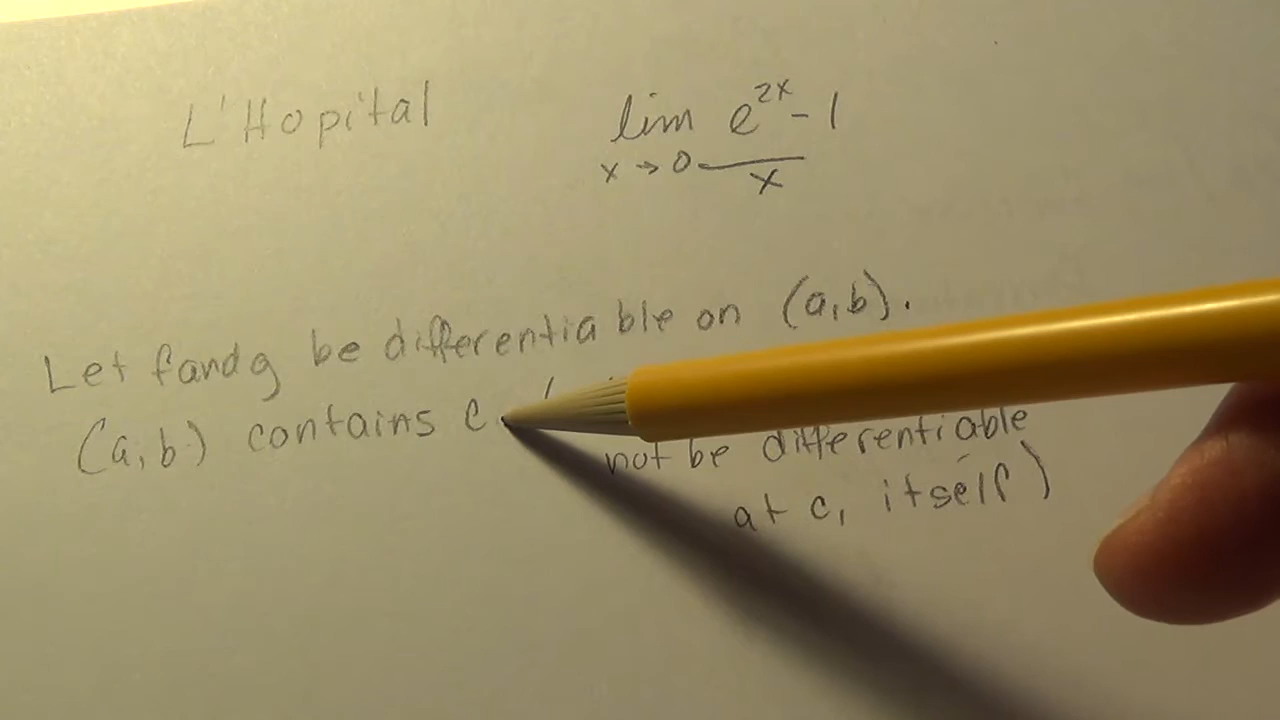 L'Hopital
lim e^2x - 1
x → 0 x
Let f and g be differentiable on (a,b).
(a,b) contains c (
not be differentiable
at c, itself)